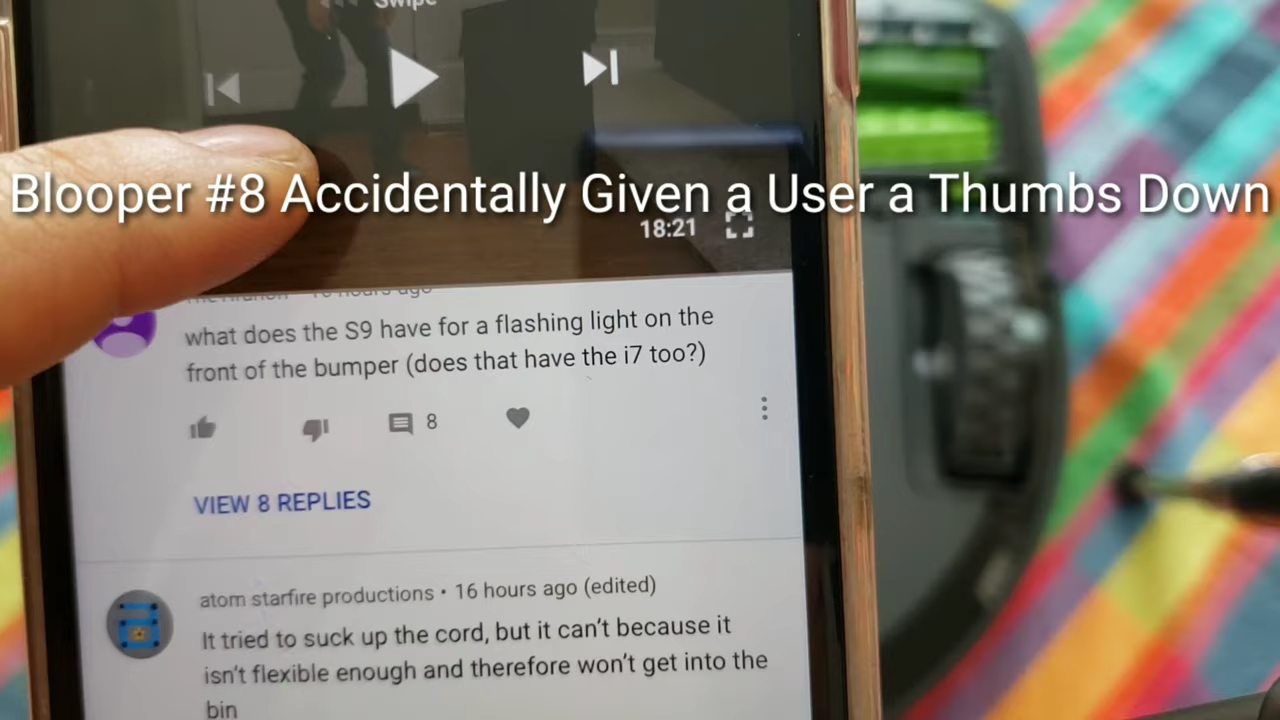 Swipe
Blooper #8 Accidentally Given a User a Thumbs Down
18:21
hours ago
what does the S9 have for a flashing light on the
front of the bumper (does that have the i7 too?)
8
VIEW 8 REPLIES
atom starfire productions • 16 hours ago (edited)
It tried to suck up the cord, but it can't because it
isn't flexible enough and therefore won't get into the
bin